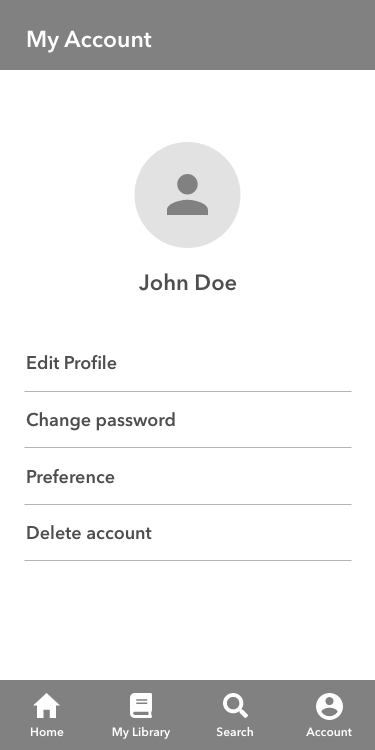 My Account
John Doe
Edit Profile
Change password
Preference
Delete account
Home My Library Search Account